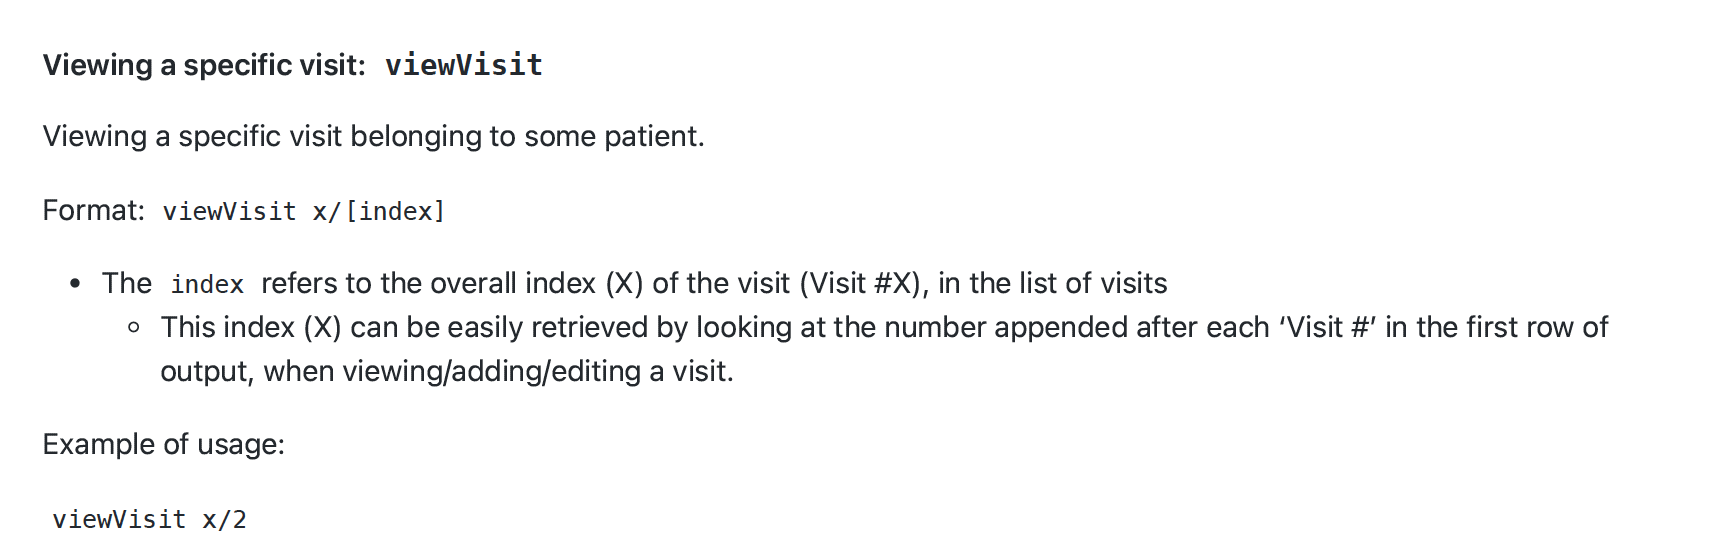 Viewing a specific visit: viewVisit
Viewing a specific visit belonging to some patient.
Format: viewVisit x/[index]
• The index refers to the overall index (X) of the visit (Visit #X), in the list of visits
◦ This index (X) can be easily retrieved by looking at the number appended after each ‘Visit #’ in the first row of
output, when viewing/adding/editing a visit.
Example of usage:
viewVisit x/2